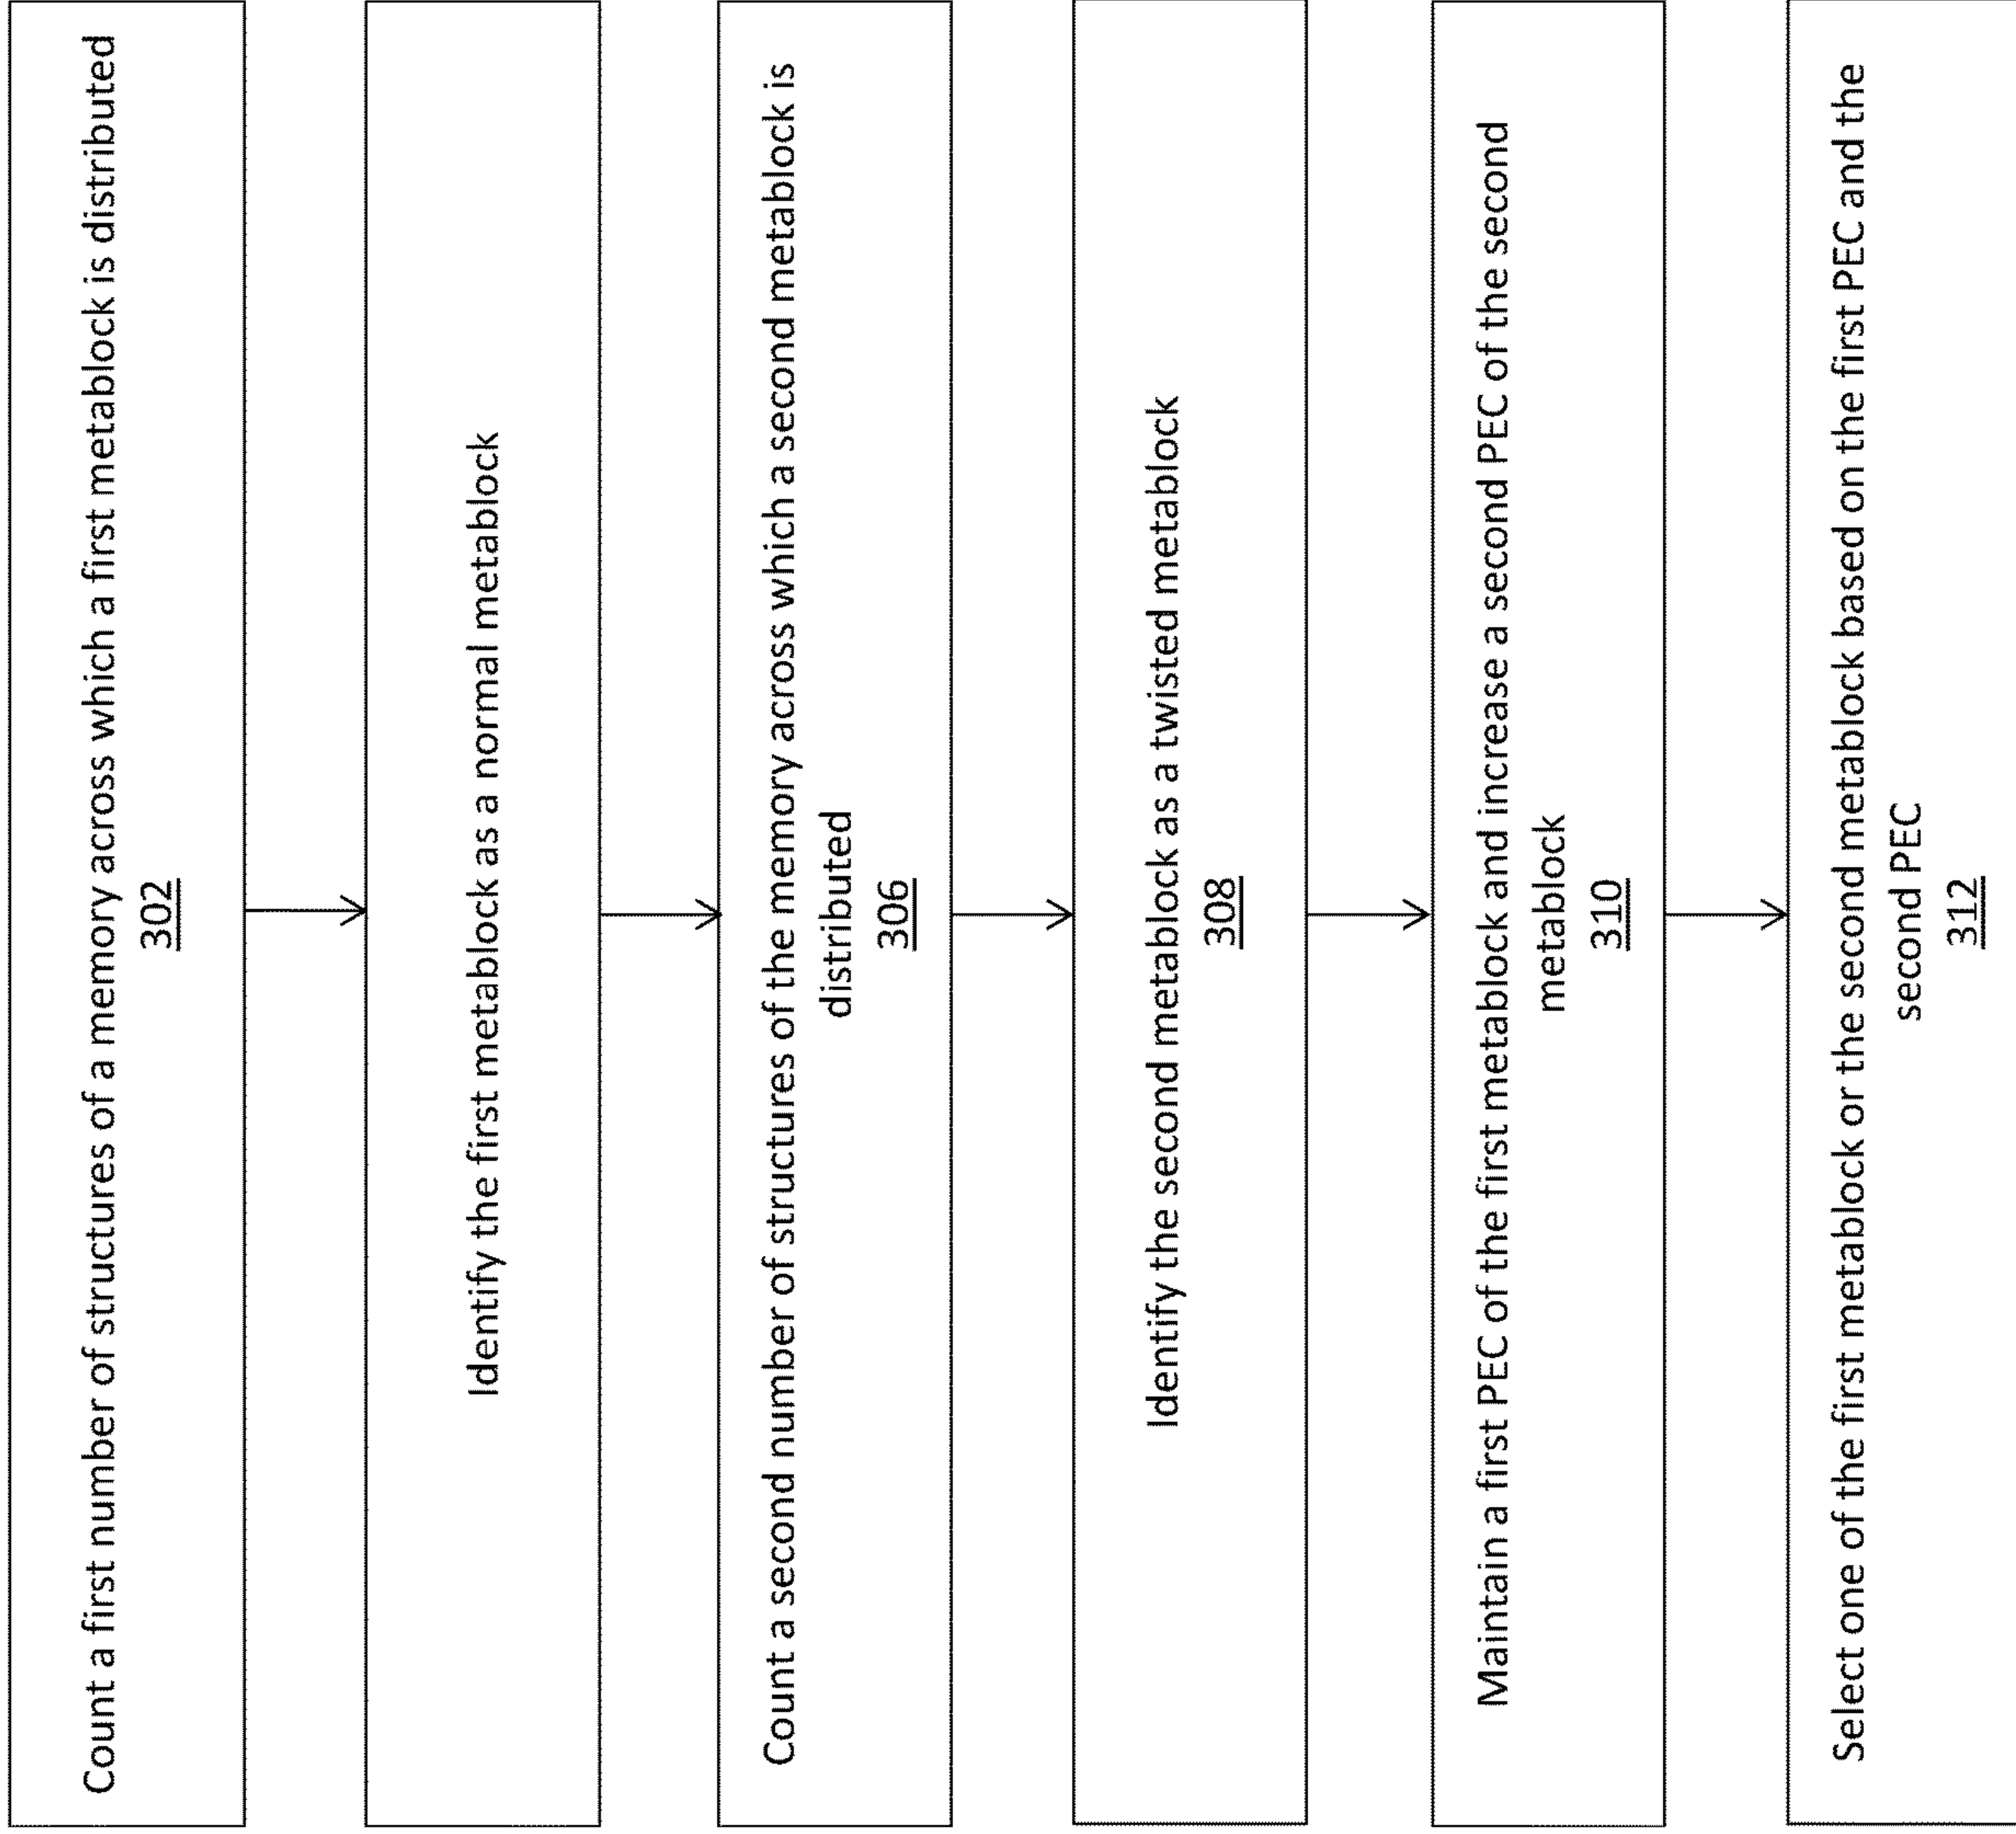 Count a first number of structures of a memory across which a first metablock is distributed
302
Identify the first metablock as a normal metablock
Count a second number of structures of the memory across which a second metablock is
distributed
306
Identify the second metablock as a twisted metablock
308
Maintain a first PEC of the first metablock and increase a second PEC of the second
metablock
310
Select one of the first metablock or the second metablock based on the first PEC and the
second PEC
312